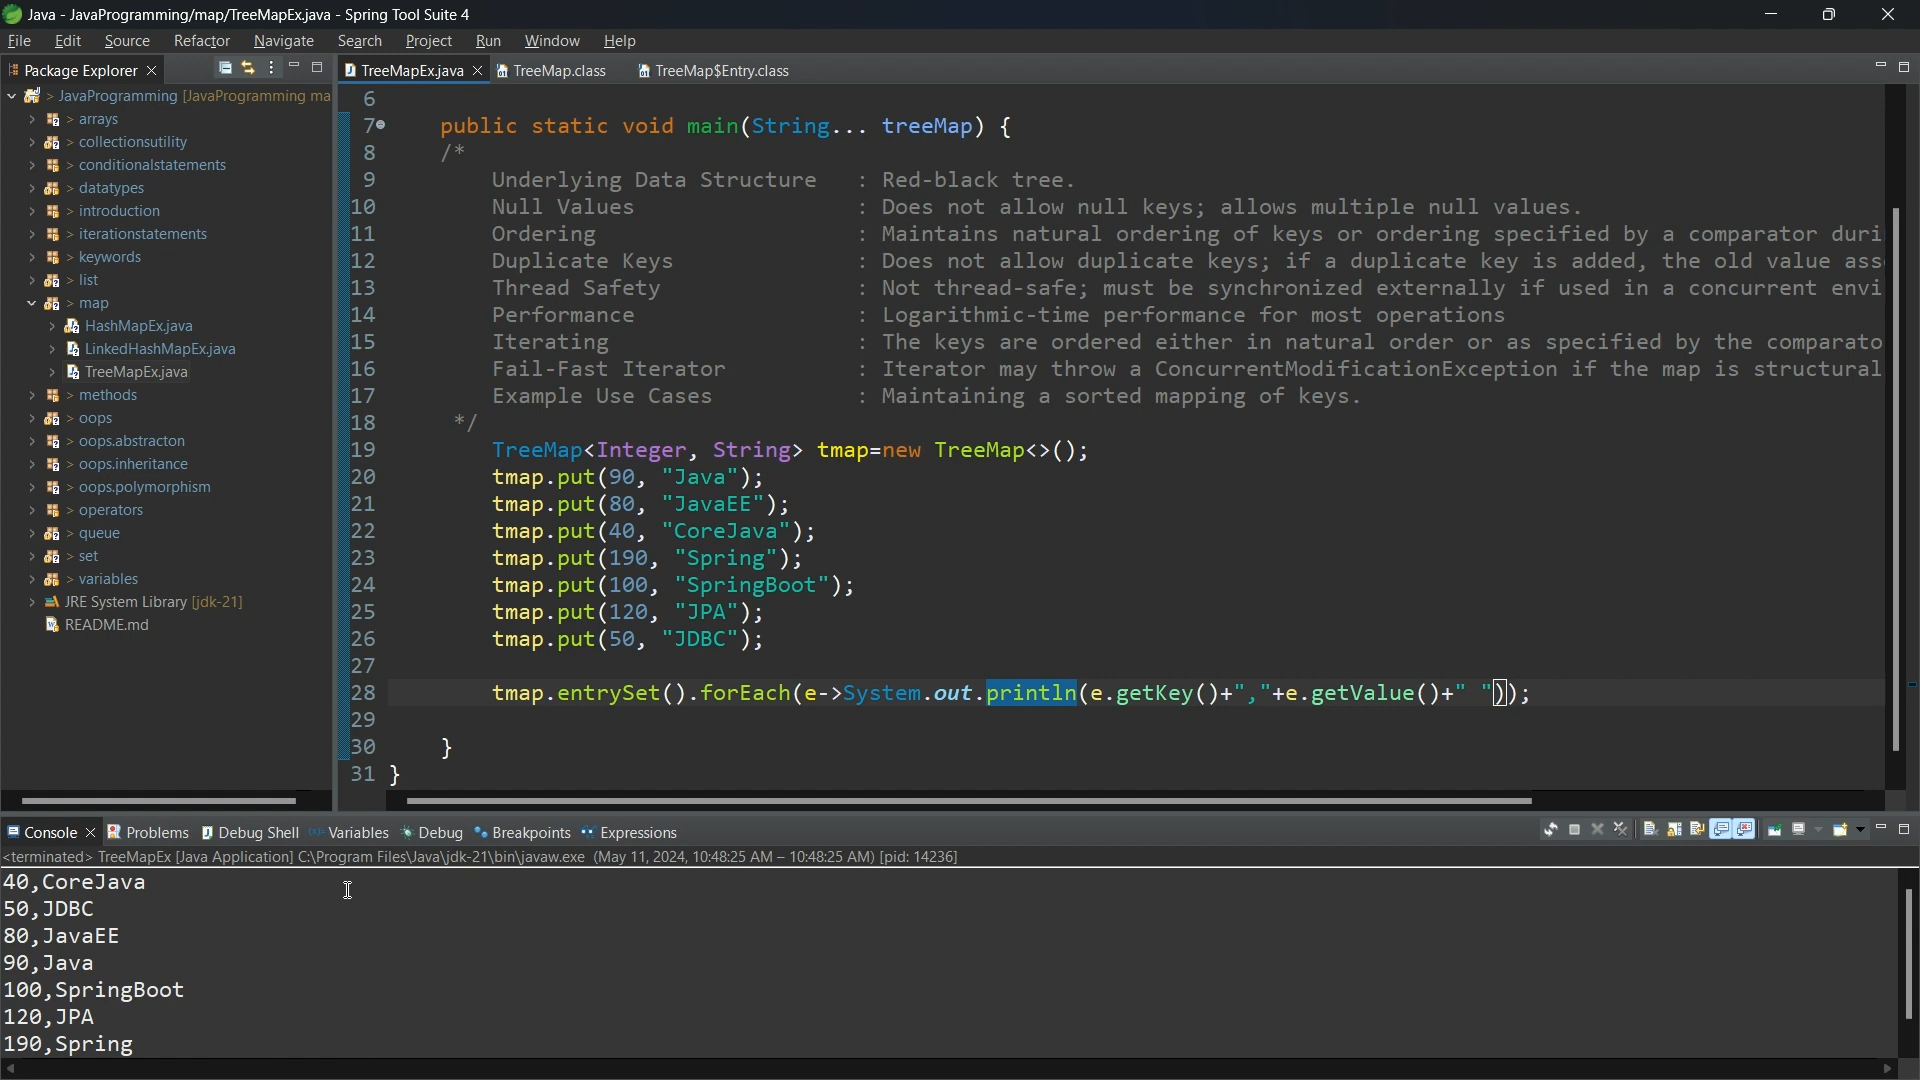 Java - JavaProgramming/map/TreeMapEx.java - Spring Tool Suite 4
File Edit Source Refactor Navigate Search Project Run Window Help
Package Explorer
TreeMapEx.java TreeMap.class TreeMap$Entry.class
> JavaProgramming [JavaProgramming ma
> arrays
> collectionsutility
> conditionalstatements
> datatypes
> introduction
> iterationstatements
> keywords
> list
> map
HashMapEx.java
LinkedHashMapEx.java
TreeMapEx.java
> methods
> oops
> oops.abstracton
> oops.inheritance
> oops.polymorphism
> operators
> queue
> set
> variables
JRE System Library [jdk-21]
README.md
6
7 public static void main(String... treeMap) {
8 /*
9 Underlying Data Structure : Red-black tree.
10 Null Values : Does not allow null keys; allows multiple null values.
11 Ordering : Maintains natural ordering of keys or ordering specified by a comparator duri
12 Duplicate Keys : Does not allow duplicate keys; if a duplicate key is added, the old value ass
13 Thread Safety : Not thread-safe; must be synchronized externally if used in a concurrent envi
14 Performance : Logarithmic-time performance for most operations
15 Iterating : The keys are ordered either in natural order or as specified by the comparato
16 Fail-Fast Iterator : Iterator may throw a ConcurrentModificationException if the map is structural
17 Example Use Cases : Maintaining a sorted mapping of keys.
18 */
19 TreeMap<Integer, String> tmap=new TreeMap<>();
20 tmap.put(90, "Java");
21 tmap.put(80, "JavaEE");
22 tmap.put(40, "CoreJava");
23 tmap.put(190, "Spring");
24 tmap.put(100, "SpringBoot");
25 tmap.put(120, "JPA");
26 tmap.put(50, "JDBC");
27
28 tmap.entrySet().forEach(e->System.out.println(e.getKey()+","+e.getValue()+" "));
29
30 }
31 }
Console Problems Debug Shell Variables Debug Breakpoints Expressions
<terminated> TreeMapEx [Java Application] C:\Program Files\Java\jdk-21\bin\javaw.exe (May 11, 2024, 10:48:25 AM – 10:48:25 AM) [pid: 14236]
40,CoreJava
50,JDBC
80,JavaEE
90,Java
100,SpringBoot
120,JPA
190,Spring